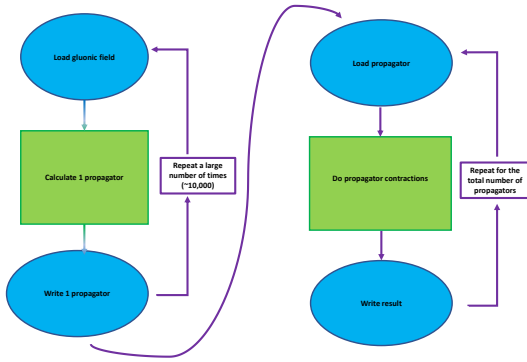 Load gluonic field
Calculate 1 propagator
Write 1 propagator
Repeat a large
number of times
(~10,000)
Load propagator
Do propagator contractions
Write result
Repeat for the
total number of
propagators